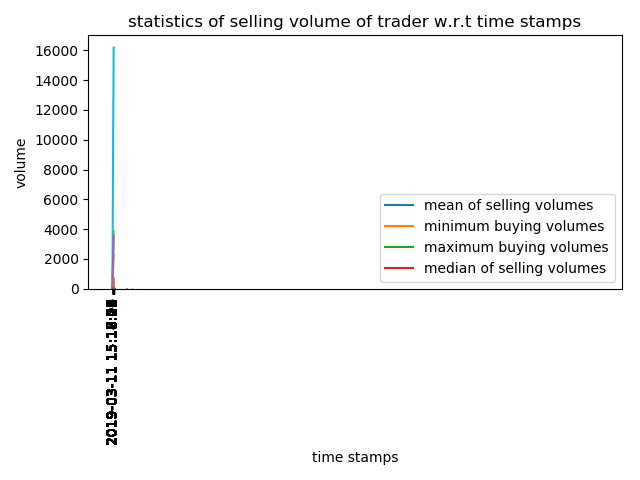 statistics of selling volume of trader w.r.t time stamps
16000
14000
12000
10000
8000
6000
4000
2000
0
volume
mean of selling volumes
minimum buying volumes
maximum buying volumes
median of selling volumes
2019-03-11
time stamps